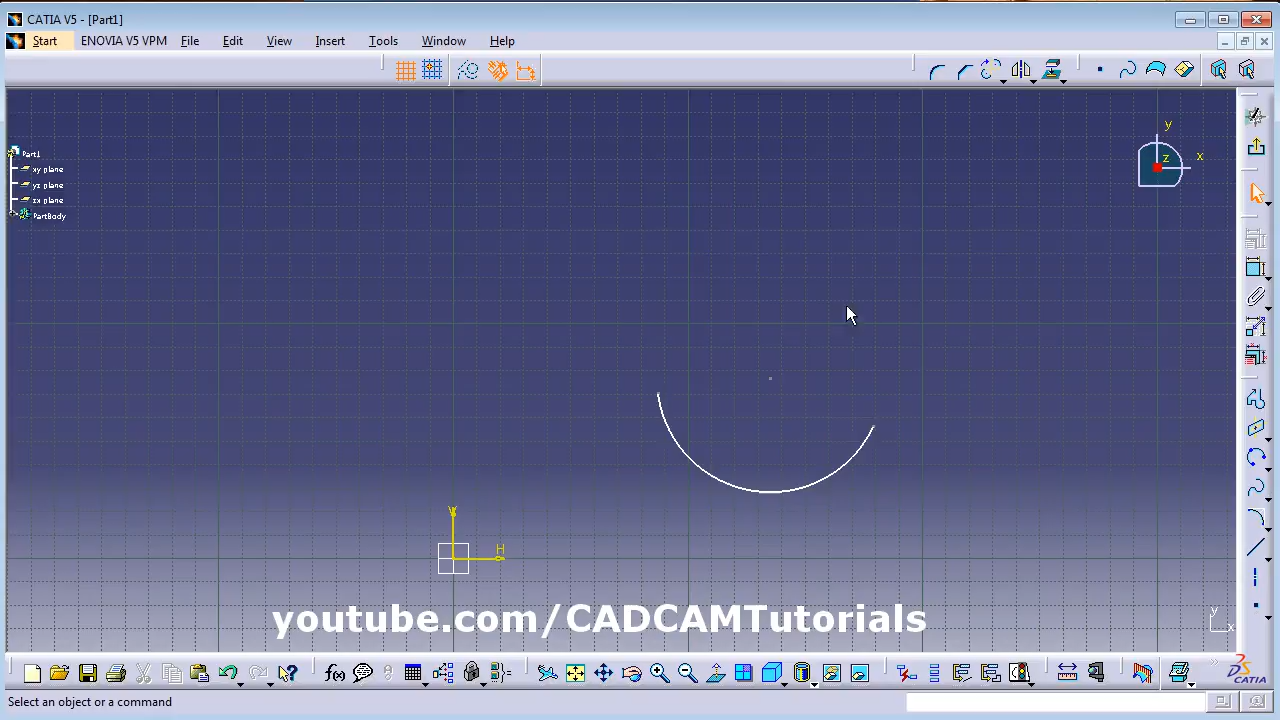 CATIA V5 - [Part1]
Start ENOVIA V5 VPM File Edit View Insert Tools Window Help
y
x
z
Part1
xy plane
yz plane
zx plane
PartBody
V
H
youtube.com/CADCAMTutorials
y
x
f(x)
CATIA
Select an object or a command